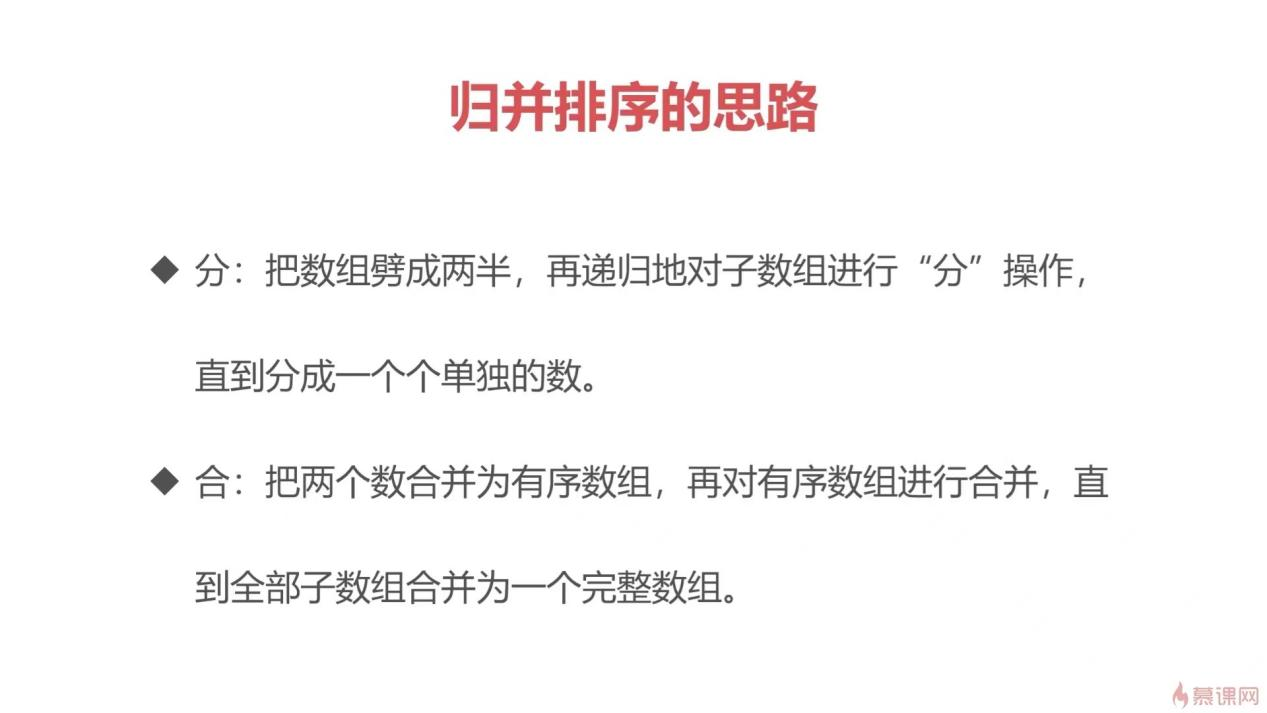 归并排序的思路
◆ 分：把数组劈成两半，再递归地对子数组进行“分”操作，
直到分成一个个单独的数。
◆ 合：把两个数合并为有序数组，再对有序数组进行合并，直
到全部子数组合并为一个完整数组。
慕课网